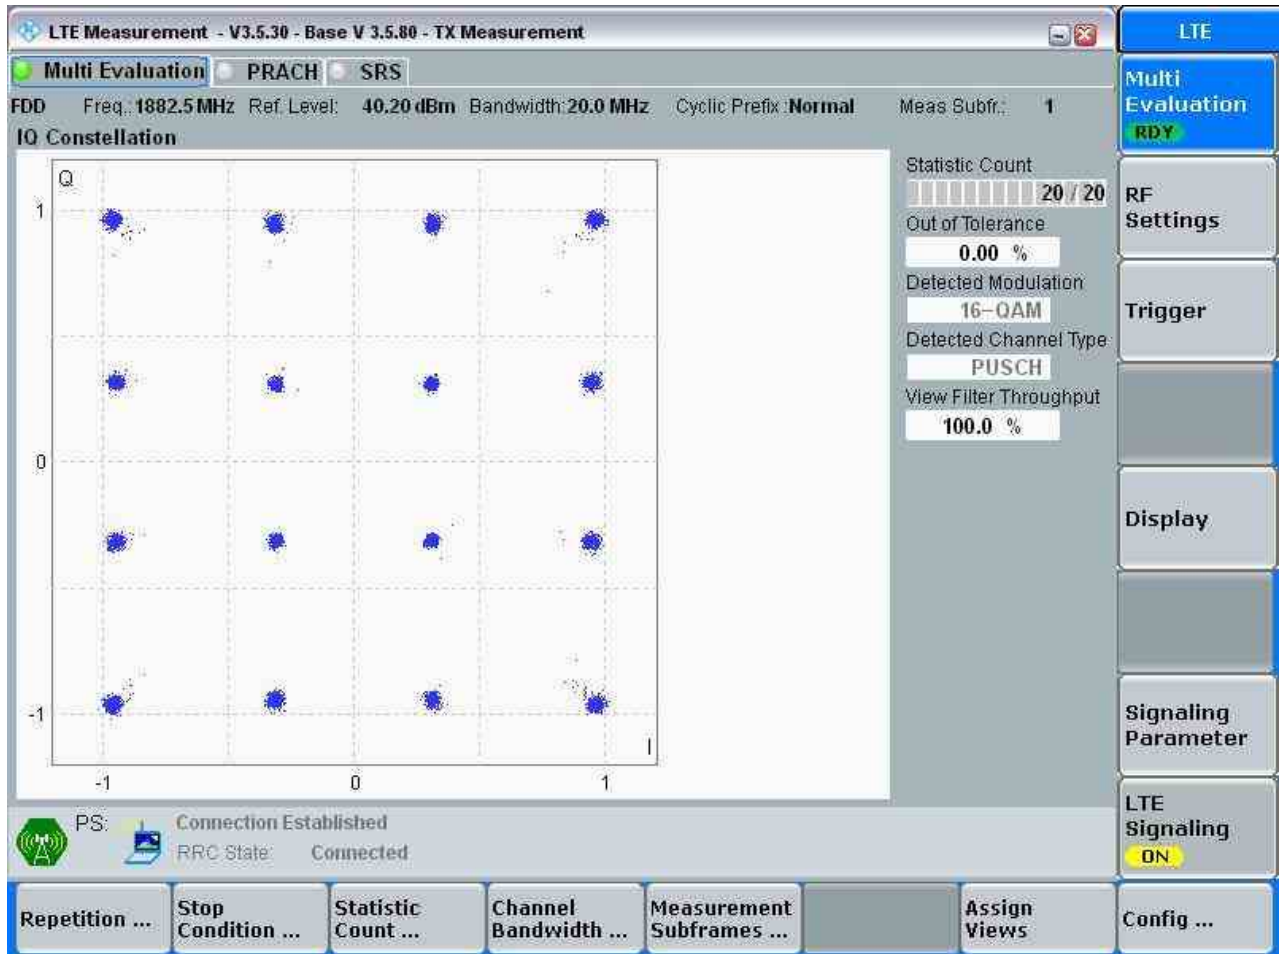 LTE Measurement - V3.5.30 - Base V 3.5.80 - TX Measurement
LTE
Multi Evaluation PRACH SRS
Multi
Evaluation
RDY
FDD Freq.: 1882.5 MHz Ref. Level: 40.20 dBm Bandwidth: 20.0 MHz Cyclic Prefix: Normal Meas Subfr.: 1
IQ Constellation
Q
1
0
-1
I
-1 0 1
Statistic Count
20 / 20
Out of Tolerance
0.00 %
Detected Modulation
16-QAM
Detected Channel Type
PUSCH
View Filter Throughput
100.0 %
RF
Settings
Trigger
Display
Signaling
Parameter
LTE
Signaling
ON
PS: Connection Established
RRC State: Connected
Repetition ...
Stop
Condition ...
Statistic
Count ...
Channel
Bandwidth ...
Measurement
Subframes ...
Assign
Views
Config ...